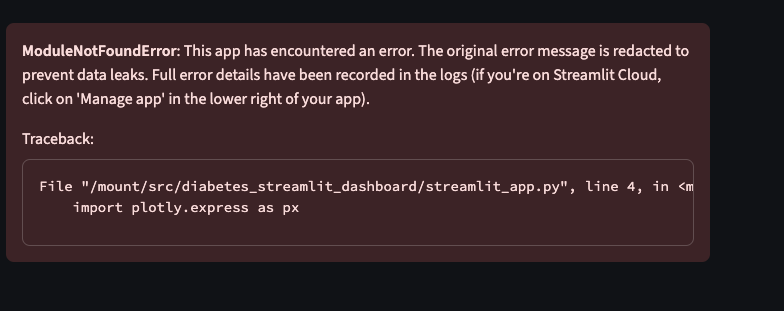 ModuleNotFoundError: This app has encountered an error. The original error message is redacted to
prevent data leaks. Full error details have been recorded in the logs (if you're on Streamlit Cloud,
click on 'Manage app' in the lower right of your app).
Traceback:
File "/mount/src/diabetes_streamlit_dashboard/streamlit_app.py", line 4, in <m
    import plotly.express as px